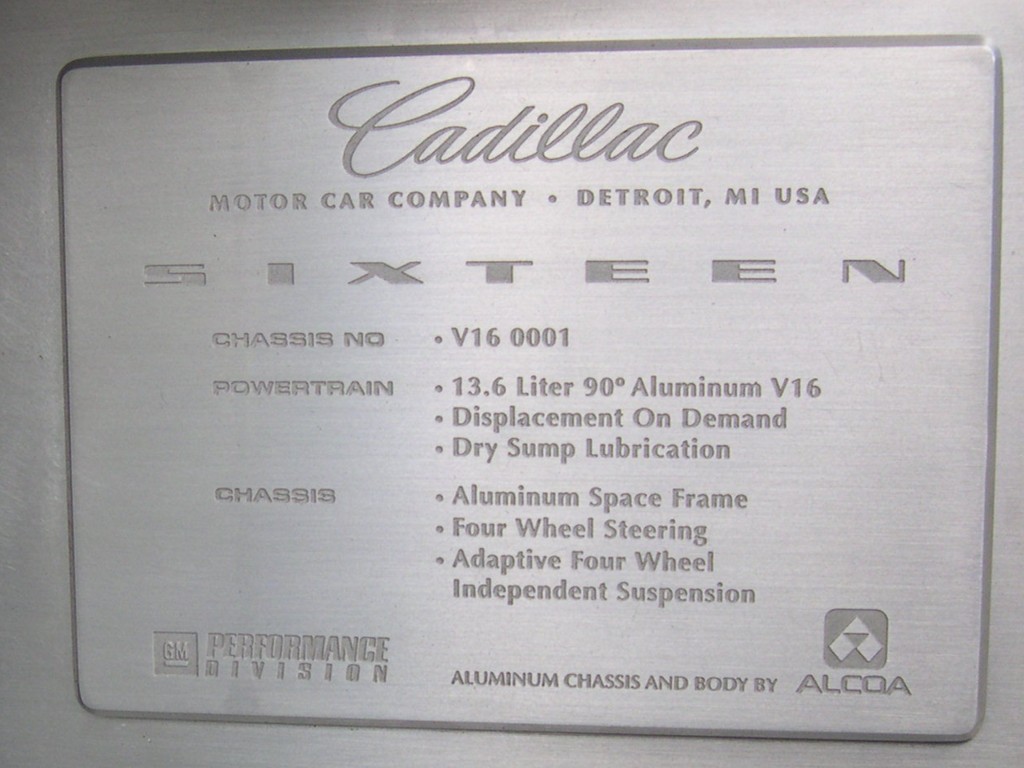 Cadillac
MOTOR CAR COMPANY • DETROIT, MI USA
SIXTEEN
CHASSIS NO • V16 0001
POWERTRAIN • 13.6 Liter 90° Aluminum V16
• Displacement On Demand
• Dry Sump Lubrication
CHASSIS • Aluminum Space Frame
• Four Wheel Steering
• Adaptive Four Wheel
Independent Suspension
GM PERFORMANCE
DIVISION
ALUMINUM CHASSIS AND BODY BY ALCOA